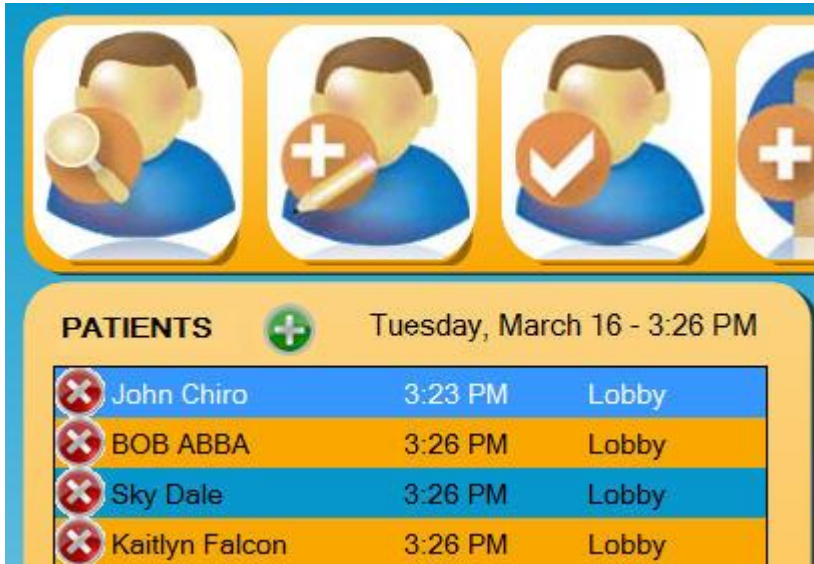 PATIENTS Tuesday, March 16 - 3:26 PM
John Chiro 3:23 PM Lobby
BOB ABBA 3:26 PM Lobby
Sky Dale 3:26 PM Lobby
Kaitlyn Falcon 3:26 PM Lobby